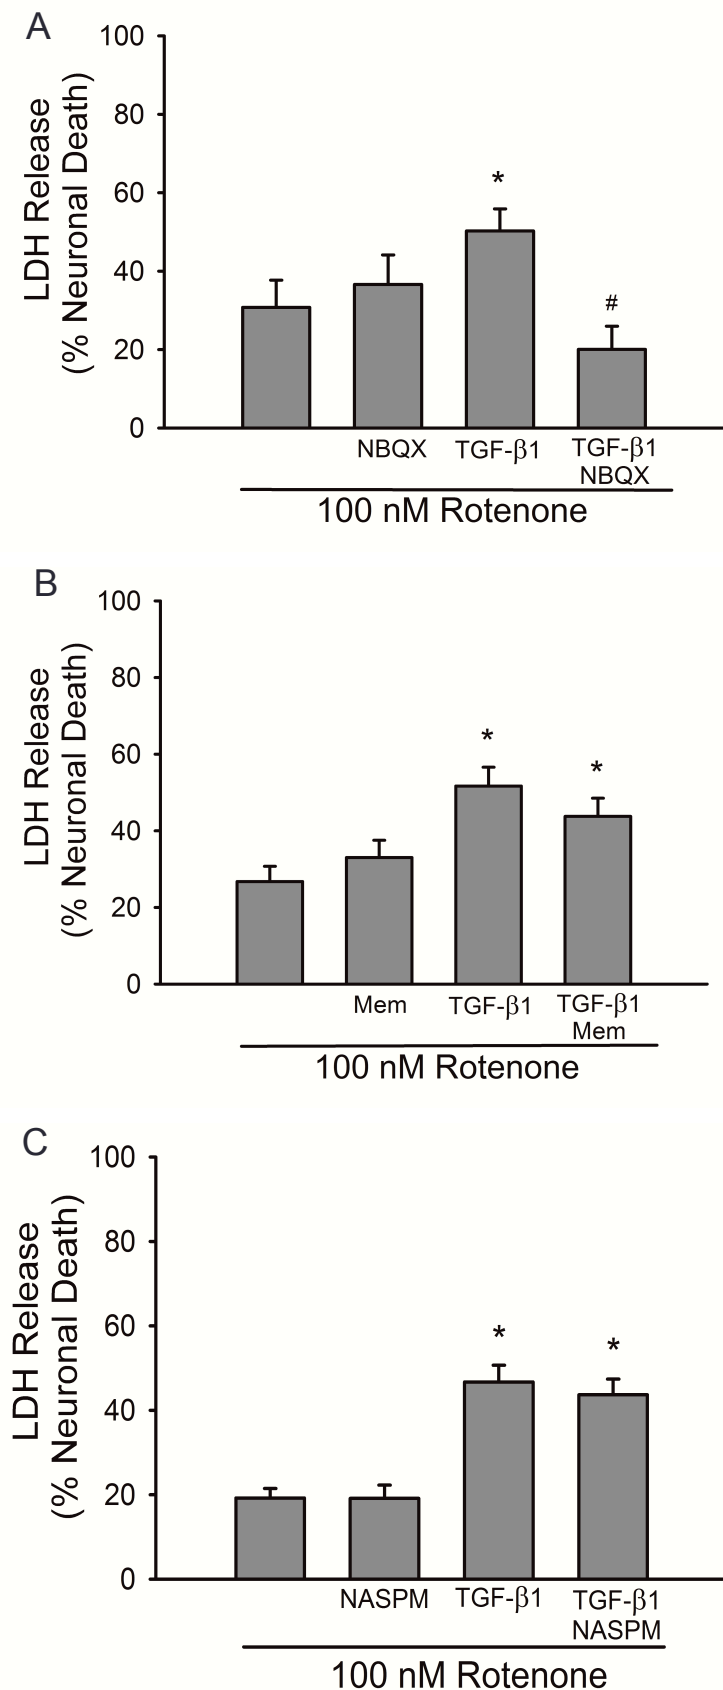 A
100
80
60
40
20
0
LDH Release
(% Neuronal Death)
*
#
NBQX TGF-β1 TGF-β1
NBQX
100 nM Rotenone
B
100
80
60
40
20
0
LDH Release
(% Neuronal Death)
*
*
Mem TGF-β1 TGF-β1
Mem
100 nM Rotenone
C
100
80
60
40
20
0
LDH Release
(% Neuronal Death)
*
*
NASPM TGF-β1 TGF-β1
NASPM
100 nM Rotenone